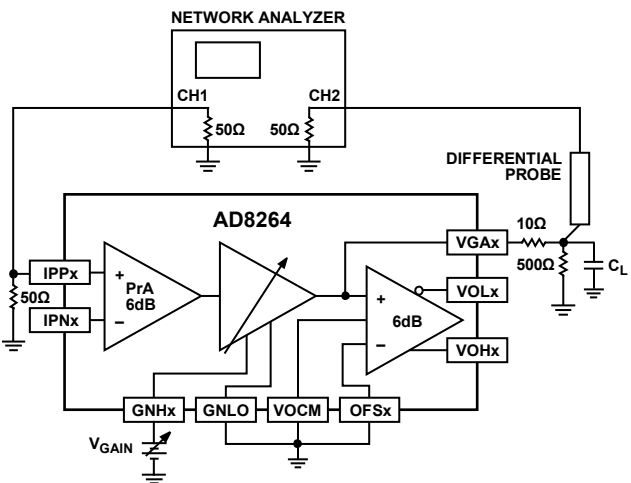 NETWORK ANALYZER
CH1
CH2
50Ω
50Ω
DIFFERENTIAL
PROBE
AD8264
10Ω
VGAx
500Ω
CL
IPPx
50Ω
IPNx
+
PrA
6dB
–
+
6dB
–
VOLx
VOHx
GNHx
GNLO
VOCM
OFSx
VGAIN